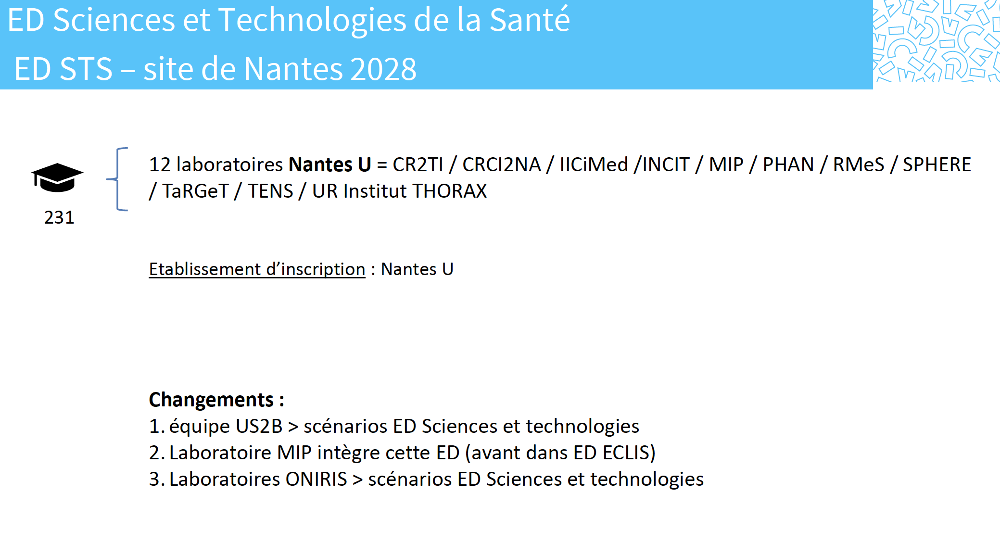 ED Sciences et Technologies de la Santé
ED STS – site de Nantes 2028
12 laboratoires Nantes U = CR2TI / CRCI2NA / IICiMed /INCIT / MIP / PHAN / RMeS / SPHERE
/ TaRGeT / TENS / UR Institut THORAX
231
Etablissement d’inscription : Nantes U
Changements :
1. équipe US2B > scénarios ED Sciences et technologies
2. Laboratoire MIP intègre cette ED (avant dans ED ECLIS)
3. Laboratoires ONIRIS > scénarios ED Sciences et technologies